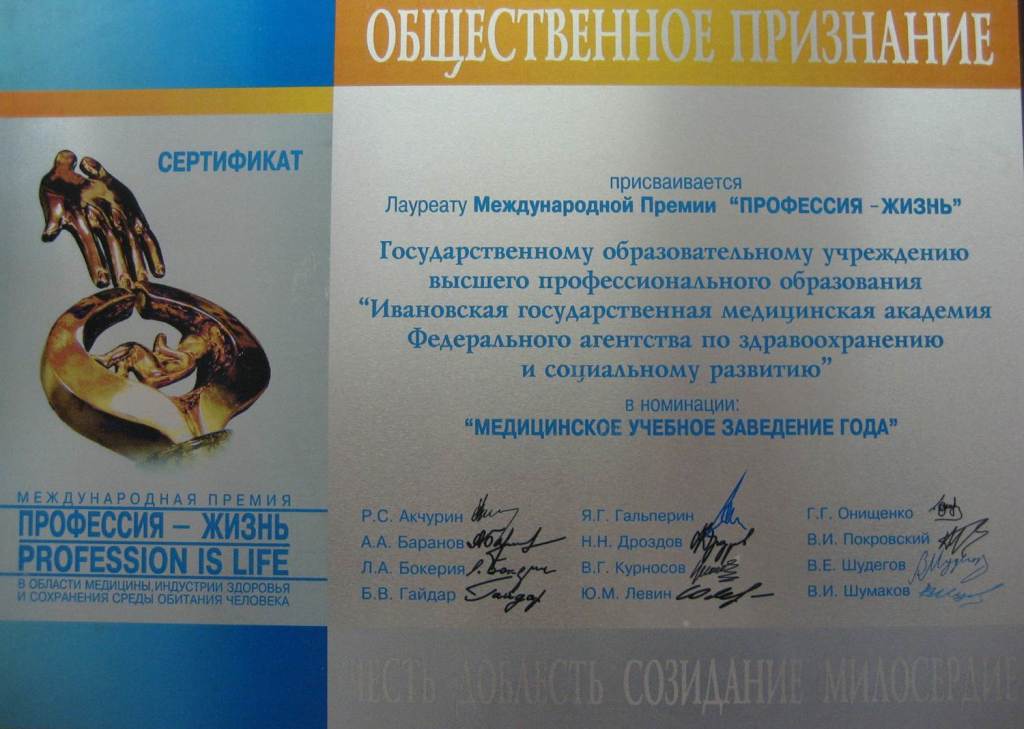 ОБЩЕСТВЕННОЕ ПРИЗНАНИЕ
СЕРТИФИКАТ
МЕЖДУНАРОДНАЯ ПРЕМИЯ
ПРОФЕССИЯ – ЖИЗНЬ
PROFESSION IS LIFE
В ОБЛАСТИ МЕДИЦИНЫ, ИНДУСТРИИ ЗДОРОВЬЯ
И СОХРАНЕНИЯ СРЕДЫ ОБИТАНИЯ ЧЕЛОВЕКА
присваивается
Лауреату Международной Премии “ПРОФЕССИЯ – ЖИЗНЬ”
Государственному образовательному учреждению
высшего профессионального образования
“Ивановская государственная медицинская академия
Федерального агентства по здравоохранению
и социальному развитию”
в номинации:
“МЕДИЦИНСКОЕ УЧЕБНОЕ ЗАВЕДЕНИЕ ГОДА”
Р.С. Акчурин
А.А. Баранов
Л.А. Бокерия
Б.В. Гайдар
Я.Г. Гальперин
Н.Н. Дроздов
В.Г. Курносов
Ю.М. Левин
Г.Г. Онищенко
В.И. Покровский
В.Е. Шудегов
В.И. Шумаков
ЧЕСТЬ ДОБЛЕСТЬ СОЗИДАНИЕ МИЛОСЕРДИЕ